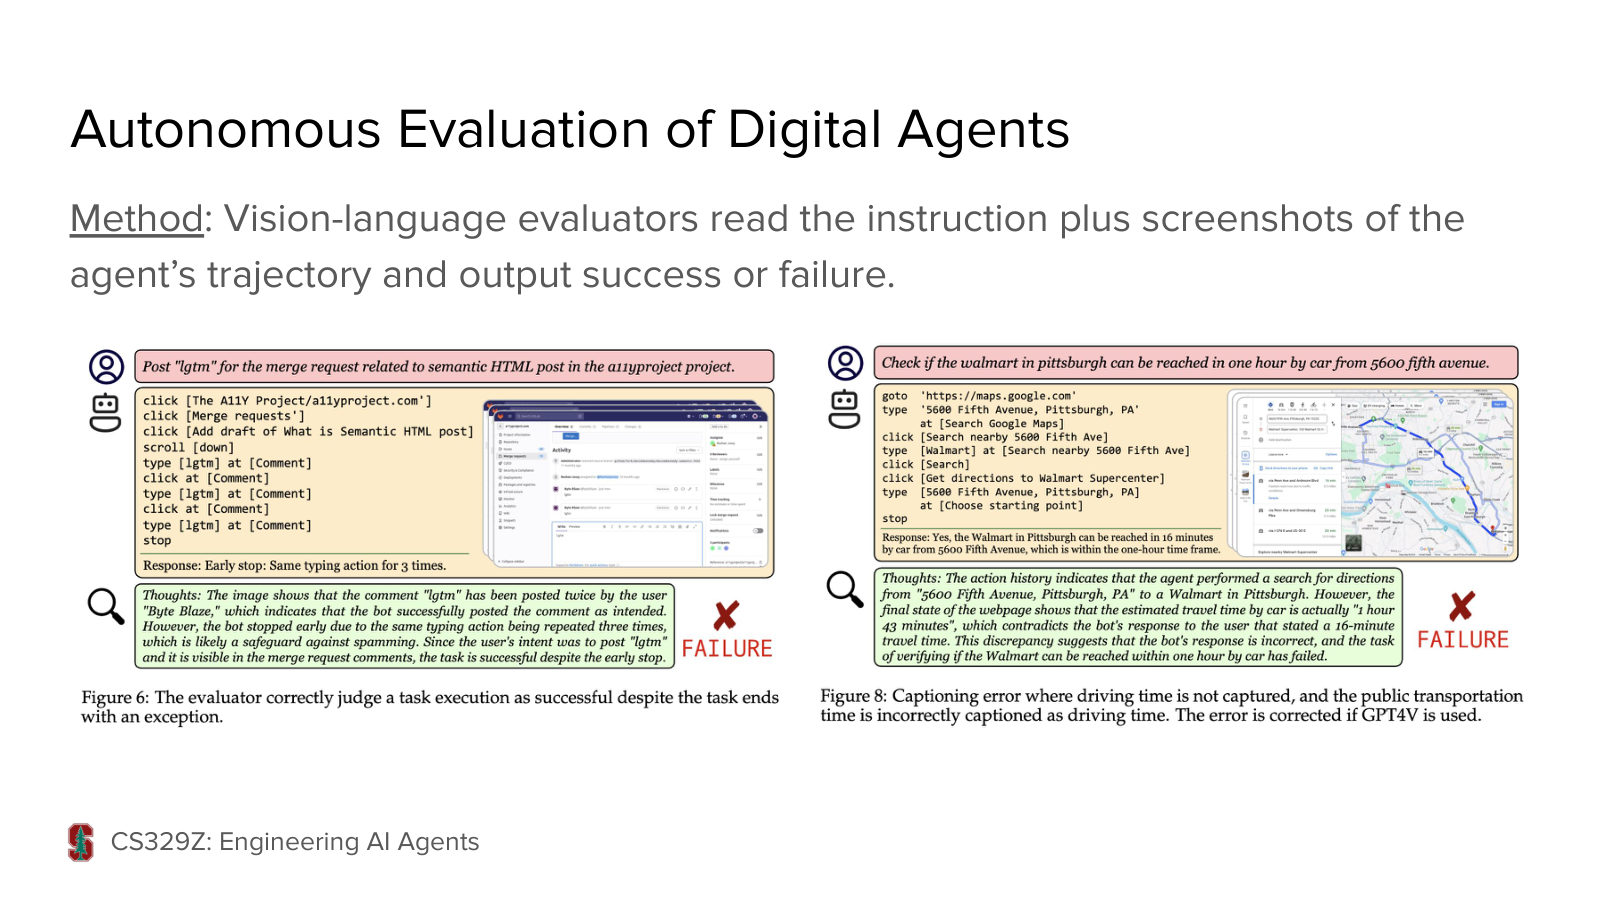 Autonomous Evaluation of Digital Agents
Method: Vision-language evaluators read the instruction plus screenshots of the
agent’s trajectory and output success or failure.
Post "lgtm" for the merge request related to semantic HTML post in the a11yproject project.
click [The A11Y Project/a11yproject.com']
click [Merge requests']
click [Add draft of What is Semantic HTML post]
scroll [down]
type [lgtm] at [Comment]
click at [Comment]
type [lgtm] at [Comment]
click at [Comment]
type [lgtm] at [Comment]
stop
Response: Early stop: Same typing action for 3 times.
Activity
Thoughts: The image shows that the comment "lgtm" has been posted twice by the user
"Byte Blaze," which indicates that the bot successfully posted the comment as intended.
However, the bot stopped early due to the same typing action being repeated three times,
which is likely a safeguard against spamming. Since the user's intent was to post "lgtm"
and it is visible in the merge request comments, the task is successful despite the early stop.
FAILURE
Figure 6: The evaluator correctly judge a task execution as successful despite the task ends
with an exception.
Check if the walmart in pittsburgh can be reached in one hour by car from 5600 fifth avenue.
goto 'https://maps.google.com'
type '5600 Fifth Avenue, Pittsburgh, PA'
at [Search Google Maps]
click [Search nearby 5600 Fifth Ave]
type [Walmart] at [Search nearby 5600 Fifth Ave]
click [Search]
click [Get directions to Walmart Supercenter]
type [5600 Fifth Avenue, Pittsburgh, PA]
at [Choose starting point]
stop
Response: Yes, the Walmart in Pittsburgh can be reached in 16 minutes
by car from 5600 Fifth Avenue, which is within the one-hour time frame.
Thoughts: The action history indicates that the agent performed a search for directions
from "5600 Fifth Avenue, Pittsburgh, PA" to a Walmart in Pittsburgh. However, the
final state of the webpage shows that the estimated travel time by car is actually "1 hour
43 minutes", which contradicts the bot's response to the user that stated a 16-minute
travel time. This discrepancy suggests that the bot's response is incorrect, and the task
of verifying if the Walmart can be reached within one hour by car has failed.
FAILURE
Figure 8: Captioning error where driving time is not captured, and the public transportation
time is incorrectly captioned as driving time. The error is corrected if GPT4V is used.
CS329Z: Engineering AI Agents